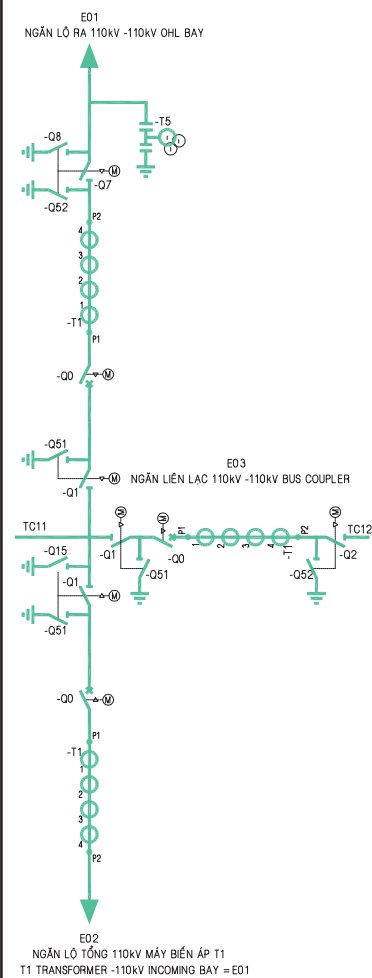 E01
NGĂN LỘ RA 110kV -110kV OHL BAY
-T5
-Q8
M
-Q7
-Q52
P2
4
3
2
1
-T1
P1
-Q0
M
-Q51
M
-Q1
E03
NGĂN LIÊN LẠC 110kV -110kV BUS COUPLER
M
M
M
TC11
P1
P2
TC12
-Q1
-Q0
1
2
3
4
-T1
-Q2
-Q15
-Q51
-Q52
-Q1
M
-Q51
-Q0
M
P1
-T1
1
2
3
4
P2
E02
NGĂN LỘ TỔNG 110kV MÁY BIẾN ÁP T1
T1 TRANSFORMER -110kV INCOMING BAY = E01